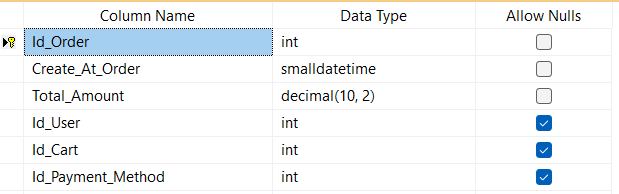 Column Name Data Type Allow Nulls
Id_Order int
Create_At_Order smalldatetime
Total_Amount decimal(10, 2)
Id_User int
Id_Cart int
Id_Payment_Method int